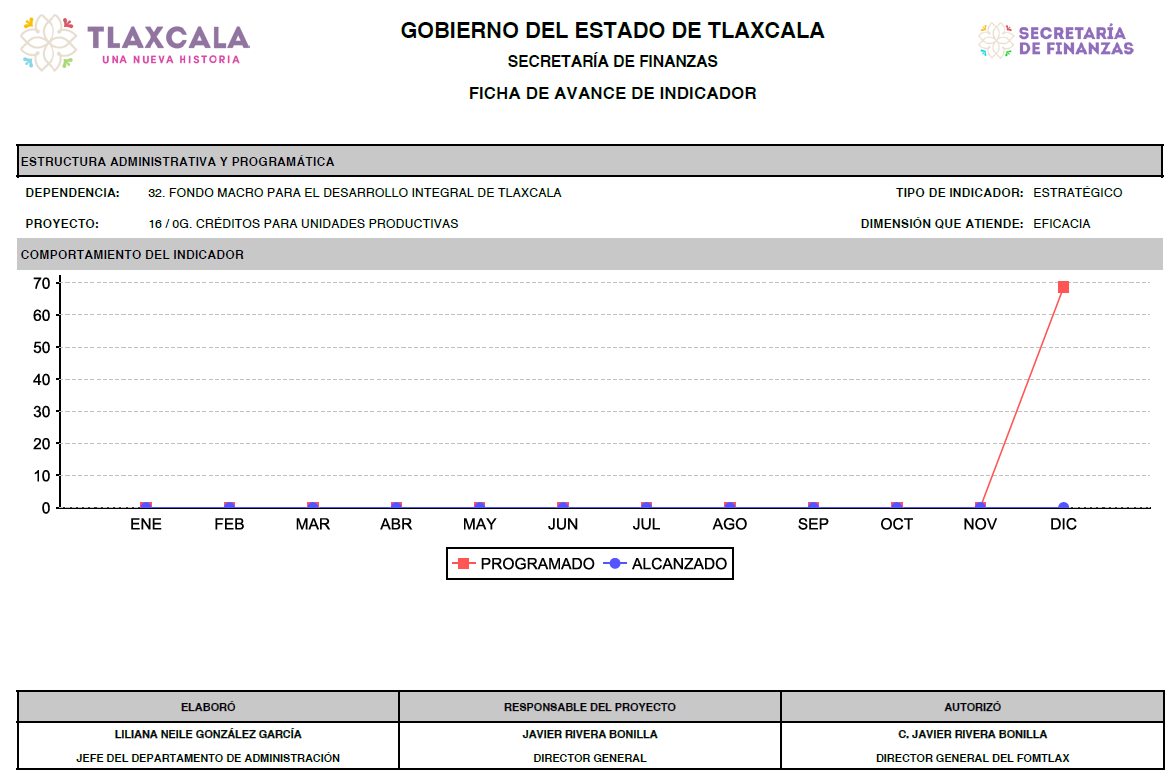 TLAXCALA
UNA NUEVA HISTORIA
GOBIERNO DEL ESTADO DE TLAXCALA
SECRETARÍA DE FINANZAS
FICHA DE AVANCE DE INDICADOR
SECRETARÍA
DE FINANZAS
ESTRUCTURA ADMINISTRATIVA Y PROGRAMÁTICA
DEPENDENCIA: 32. FONDO MACRO PARA EL DESARROLLO INTEGRAL DE TLAXCALA TIPO DE INDICADOR: ESTRATÉGICO
PROYECTO: 16 / 0G. CRÉDITOS PARA UNIDADES PRODUCTIVAS DIMENSIÓN QUE ATIENDE: EFICACIA
COMPORTAMIENTO DEL INDICADOR
70
60
50
40
30
20
10
0
ENE FEB MAR ABR MAY JUN JUL AGO SEP OCT NOV DIC
PROGRAMADO ALCANZADO
ELABORÓ RESPONSABLE DEL PROYECTO AUTORIZÓ
LILIANA NEILE GONZÁLEZ GARCÍA JAVIER RIVERA BONILLA C. JAVIER RIVERA BONILLA
JEFE DEL DEPARTAMENTO DE ADMINISTRACIÓN DIRECTOR GENERAL DIRECTOR GENERAL DEL FOMTLAX